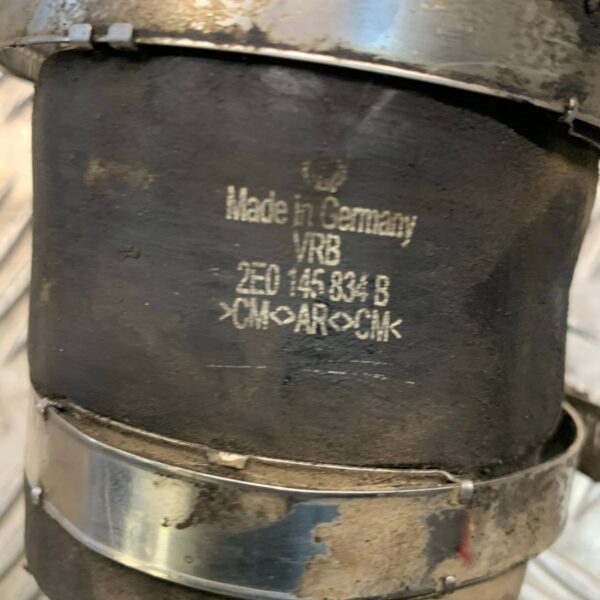 Made in Germany
VRB
2E0 145 834 B
>CM<>AR<>CM<